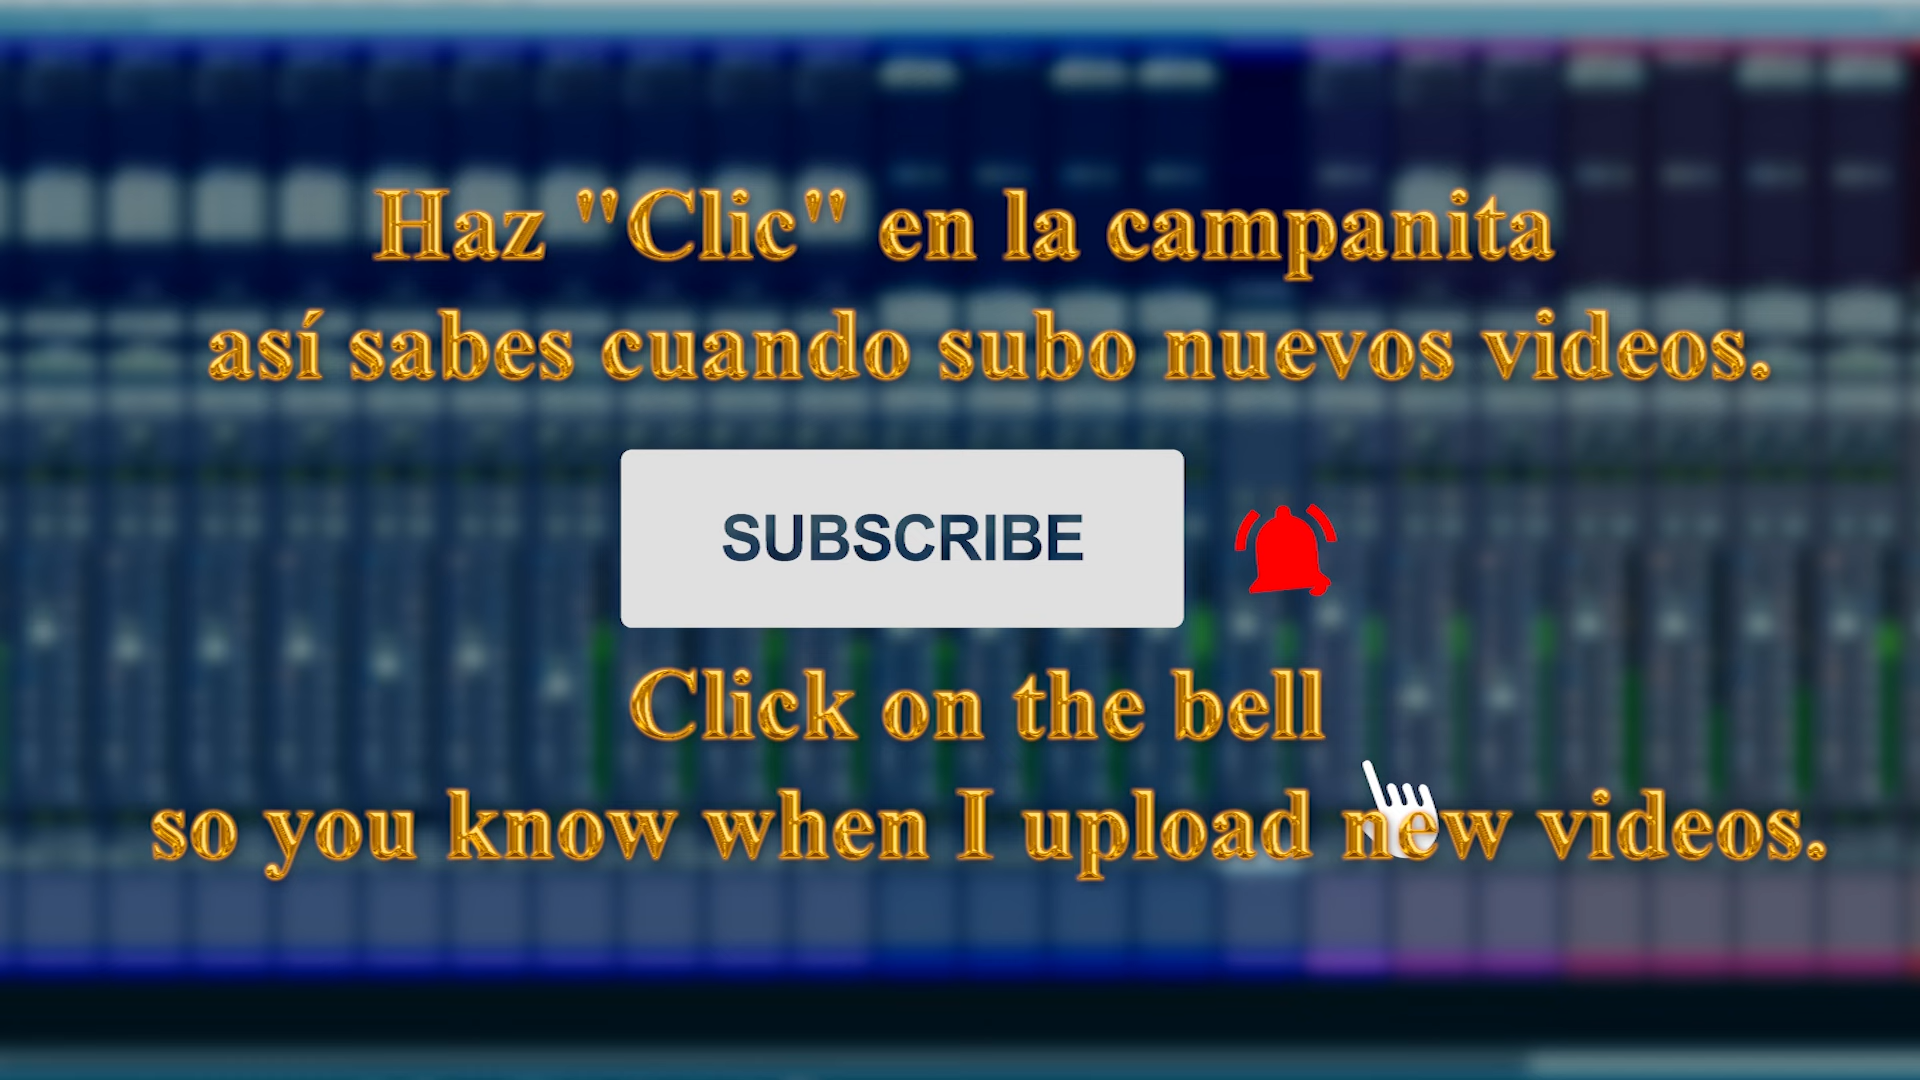 Haz "Clic" en la campanita
así sabes cuando subo nuevos videos.
SUBSCRIBE
Click on the bell
so you know when I upload new videos.